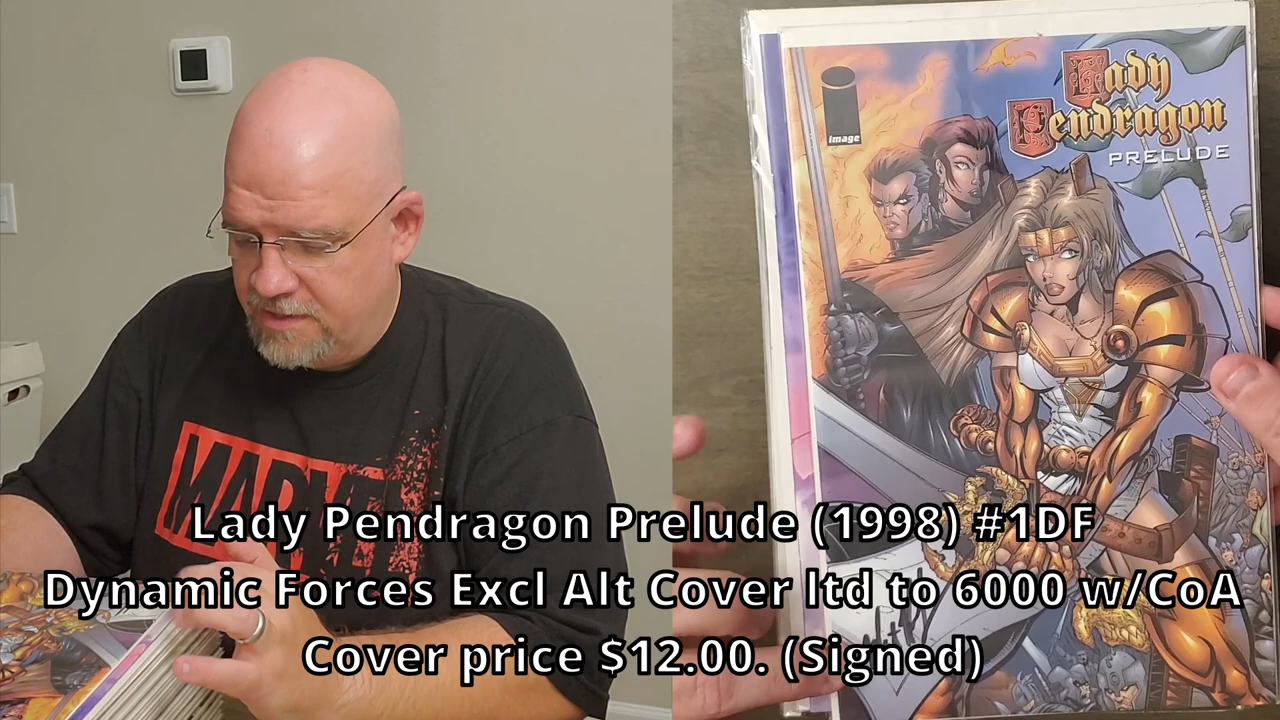 image
Lady
Pendragon
PRELUDE
MARVEL
Lady Pendragon Prelude (1998) #1DF
Dynamic Forces Excl Alt Cover ltd to 6000 w/CoA
Cover price $12.00. (Signed)